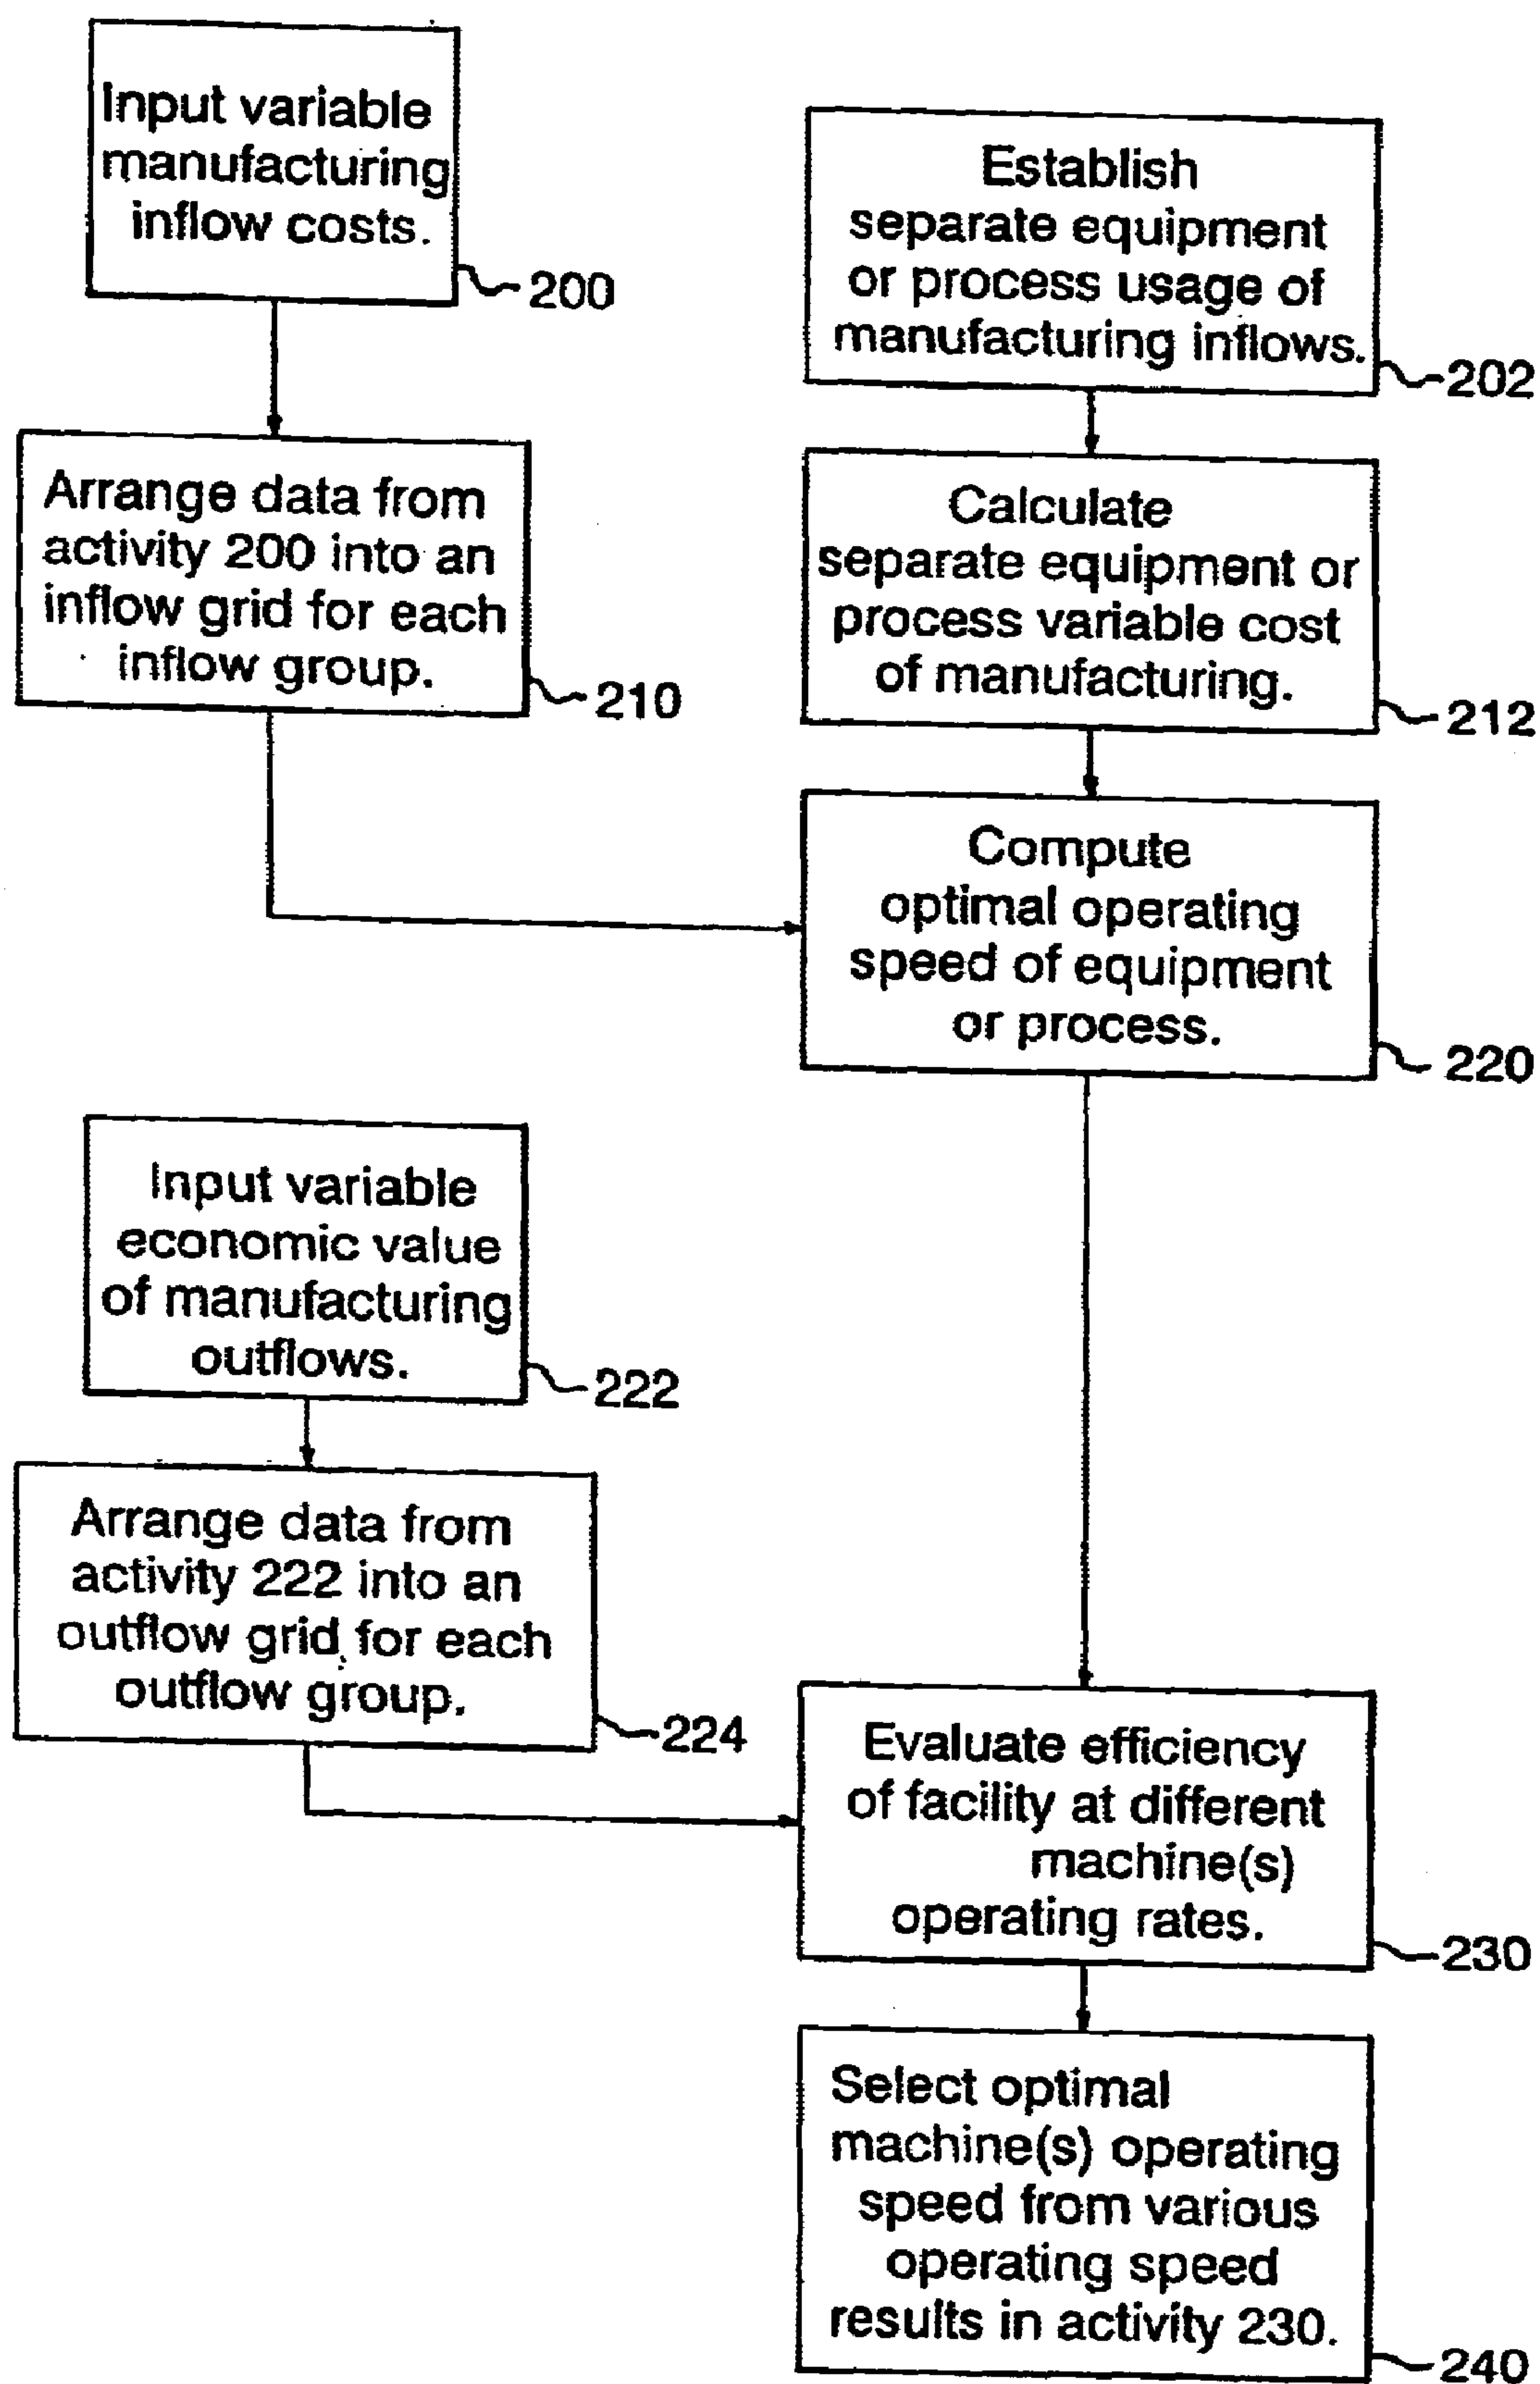 Input variable
manufacturing
inflow costs.
200
Establish
separate equipment
or process usage of
manufacturing inflows.
202
Arrange data from
activity 200 into an
inflow grid for each
inflow group.
210
Calculate
separate equipment or
process variable cost
of manufacturing.
212
Compute
optimal operating
speed of equipment
or process.
220
Input variable
economic value
of manufacturing
outflows.
222
Arrange data from
activity 222 into an
outflow grid for each
outflow group.
224
Evaluate efficiency
of facility at different
machine(s)
operating rates.
230
Select optimal
machine(s) operating
speed from various
operating speed
results in activity 230.
240